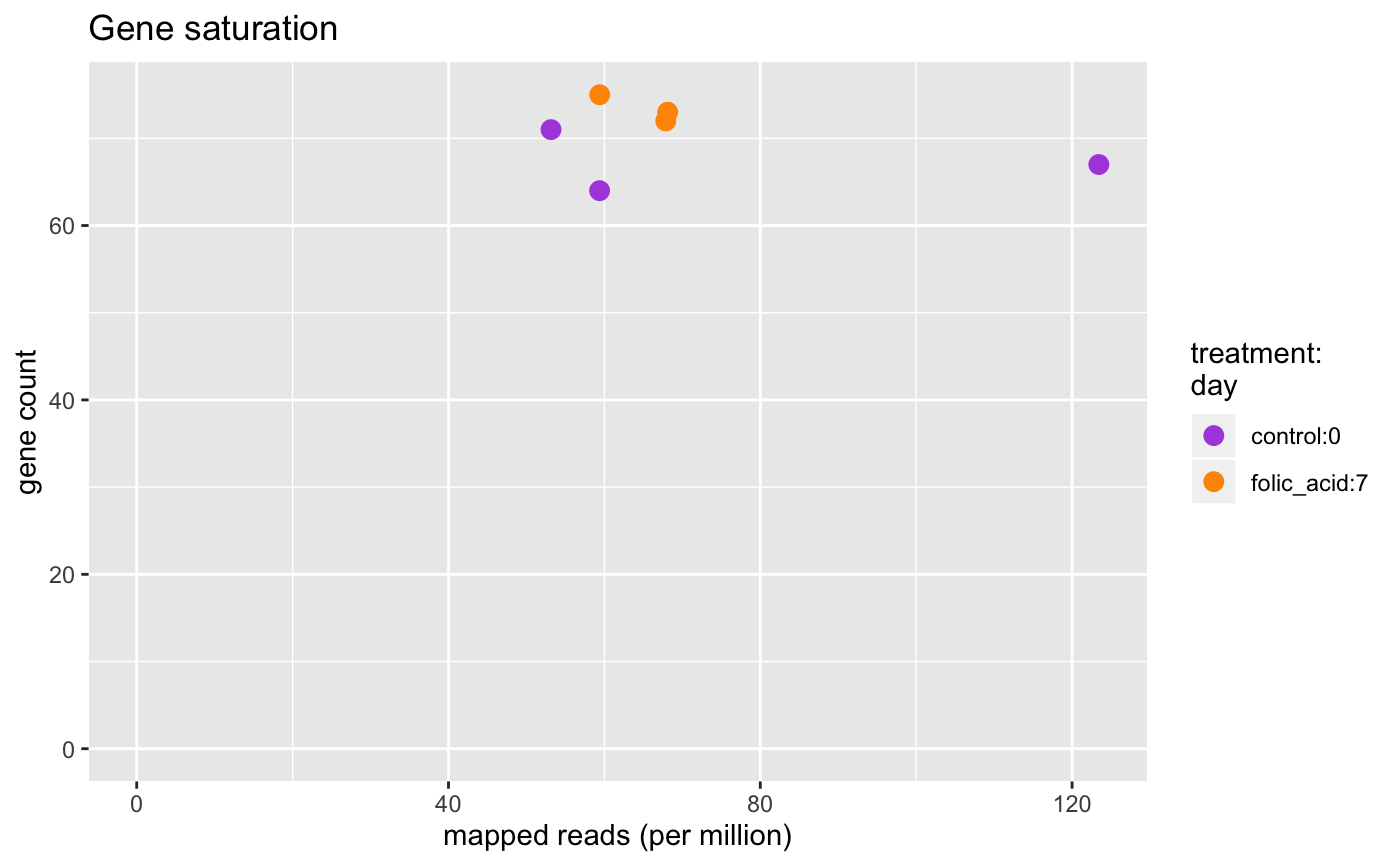 Gene saturation
gene count
60
40
20
0
0 40 80 120
mapped reads (per million)
treatment:
day
control:0
folic_acid:7